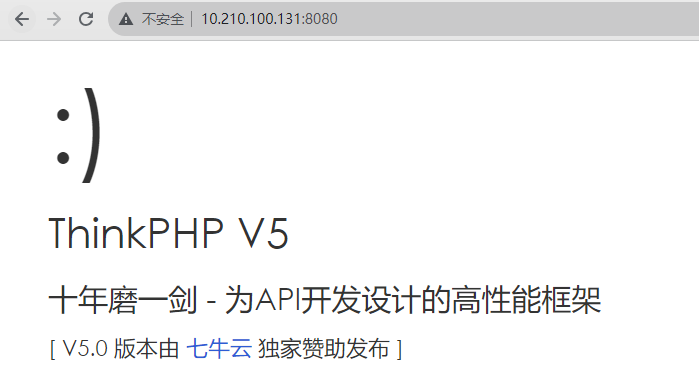 不安全 | 10.210.100.131:8080
:)
ThinkPHP V5
十年磨一剑 - 为API开发设计的高性能框架
[ V5.0 版本由 七牛云 独家赞助发布 ]